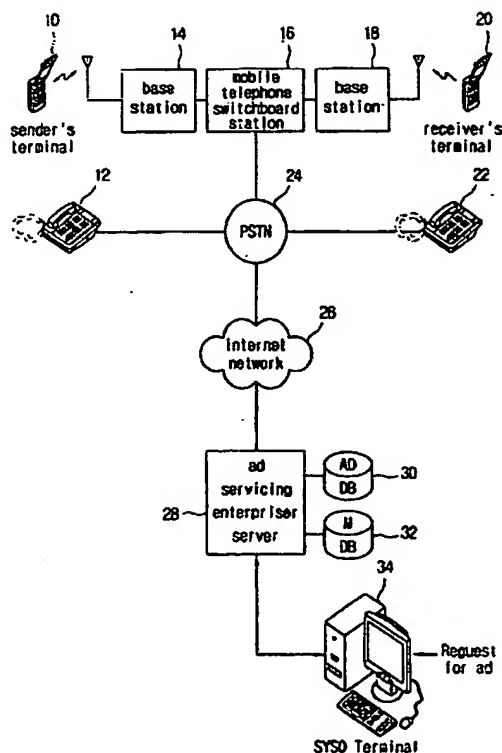 10
14
16
18
20
base
station
mobile
telephone
switchboard
station
base
station
sender's
terminal
receiver's
terminal
12
24
22
PSTN
28
Internet
network
ad
servicing
enterpriser
server
28
AD
DB
30
M
DB
32
34
Request
for ad
SYSO Terminal